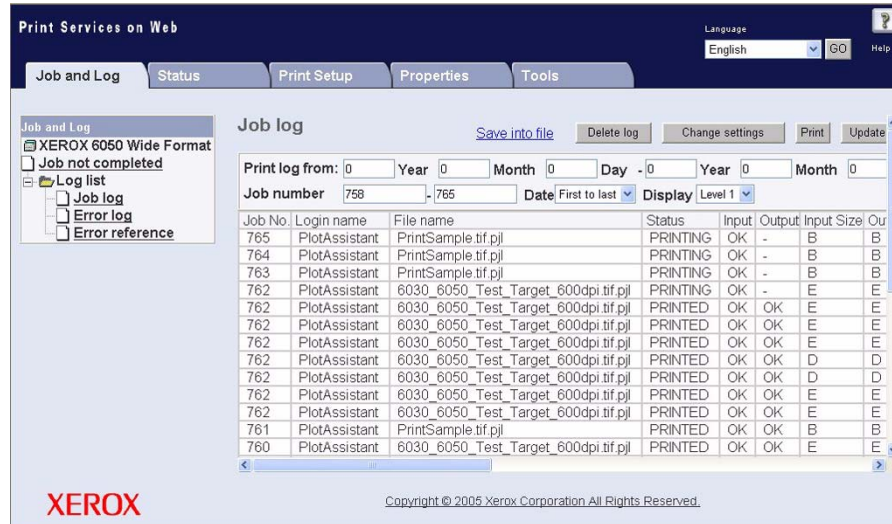 Print Services on Web
Language
English GO
Help
Job and Log Status Print Setup Properties Tools
Job and Log
XEROX 6050 Wide Format
Job not completed
Log list
Job log
Error log
Error reference
Job log
Save into file Delete log Change settings Print Update
Print log from: 0 Year 0 Month 0 Day - 0 Year 0 Month 0
Job number 758 - 765 Date First to last Display Level 1
Job No. Login name File name Status Input Output Input Size Ou
765 PlotAssistant PrintSample.tif.pjl PRINTING OK - B B
764 PlotAssistant PrintSample.tif.pjl PRINTING OK - B B
763 PlotAssistant PrintSample.tif.pjl PRINTING OK - B B
762 PlotAssistant 6030_6050_Test_Target_600dpi.tif.pjl PRINTING OK - E E
762 PlotAssistant 6030_6050_Test_Target_600dpi.tif.pjl PRINTED OK OK E E
762 PlotAssistant 6030_6050_Test_Target_600dpi.tif.pjl PRINTED OK OK E E
762 PlotAssistant 6030_6050_Test_Target_600dpi.tif.pjl PRINTED OK OK E E
762 PlotAssistant 6030_6050_Test_Target_600dpi.tif.pjl PRINTED OK OK D D
762 PlotAssistant 6030_6050_Test_Target_600dpi.tif.pjl PRINTED OK OK D D
762 PlotAssistant 6030_6050_Test_Target_600dpi.tif.pjl PRINTED OK OK E E
762 PlotAssistant 6030_6050_Test_Target_600dpi.tif.pjl PRINTED OK OK E E
761 PlotAssistant PrintSample.tif.pjl PRINTED OK OK B B
760 PlotAssistant 6030_6050_Test_Target_600dpi.tif.pjl PRINTED OK OK E E
XEROX
Copyright © 2005 Xerox Corporation All Rights Reserved.